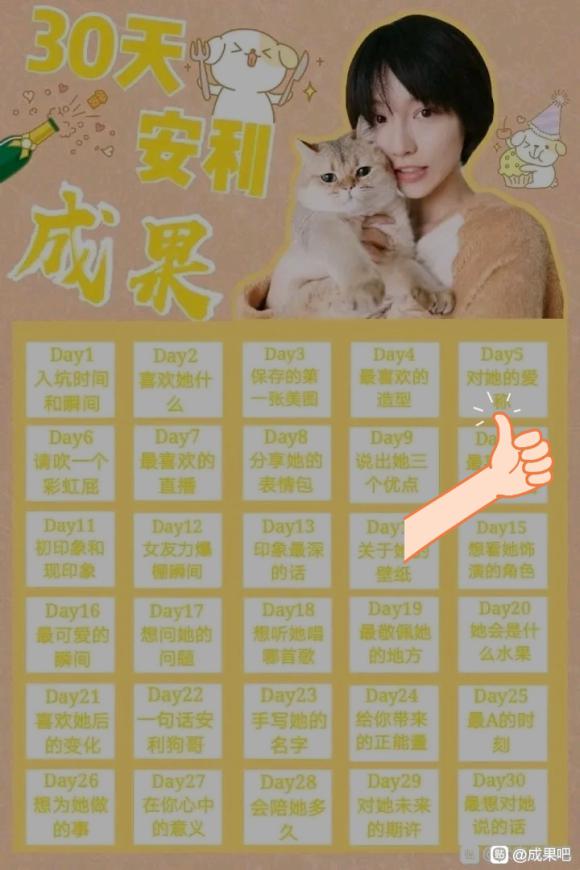 30天
安利
成果
Day1
入坑时间
和瞬间
Day2
喜欢她什
么
Day3
保存的第
一张美图
Day4
最喜欢的
造型
Day5
对她的爱
称
Day6
请吹一个
彩虹屁
Day7
最喜欢的
直播
Day8
分享她的
表情包
Day9
说出她三
个优点
Day11
初印象和
现印象
Day12
女友力爆
棚瞬间
Day13
印象最深
的话
关于她的
壁纸
Day15
想看她饰
演的角色
Day16
最可爱的
瞬间
Day17
想问她的
问题
Day18
想听她唱
哪首歌
Day19
最敬佩她
的地方
Day20
她会是什
么水果
Day21
喜欢她后
的变化
Day22
一句话安
利狗哥
Day23
手写她的
名字
Day24
给你带来
的正能量
Day25
最A的时
刻
Day26
想为她做
的事
Day27
在你心中
的意义
Day28
会陪她多
久
Day29
对她未来
的期许
Day30
最想对她
说的话
贴 @成果吧